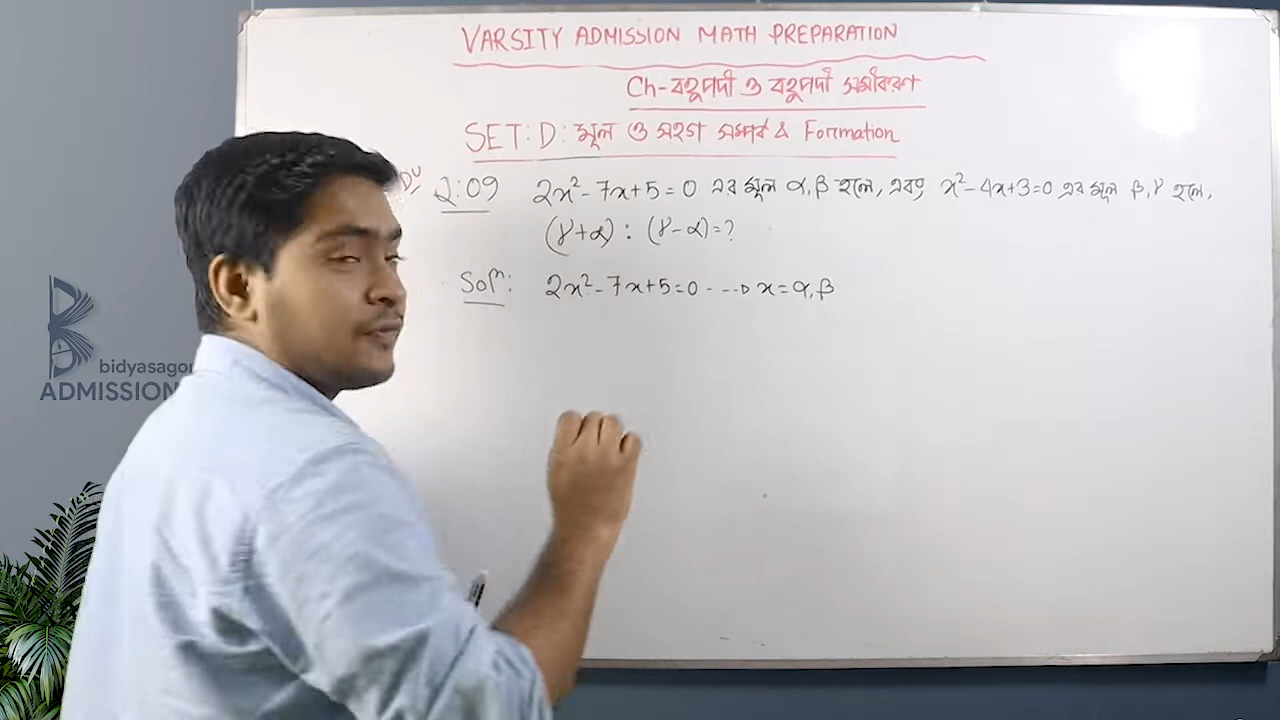 VARSITY ADMISSION MATH PREPARATION
Ch-বহুপদী ও বহুপদী সমীকরণ
SET: D: মূল ও সহগ সম্পর্ক & Formation
DU Q:09 2x²-7x+5=0 এর মূল α,β হলে, এবং x²-4x+3=0 এর মূল β,γ হলে,
(γ+α) : (γ-α)=?
Solⁿ: 2x²-7x+5=0 ---> x=α,β
bidyasagor
ADMISSION